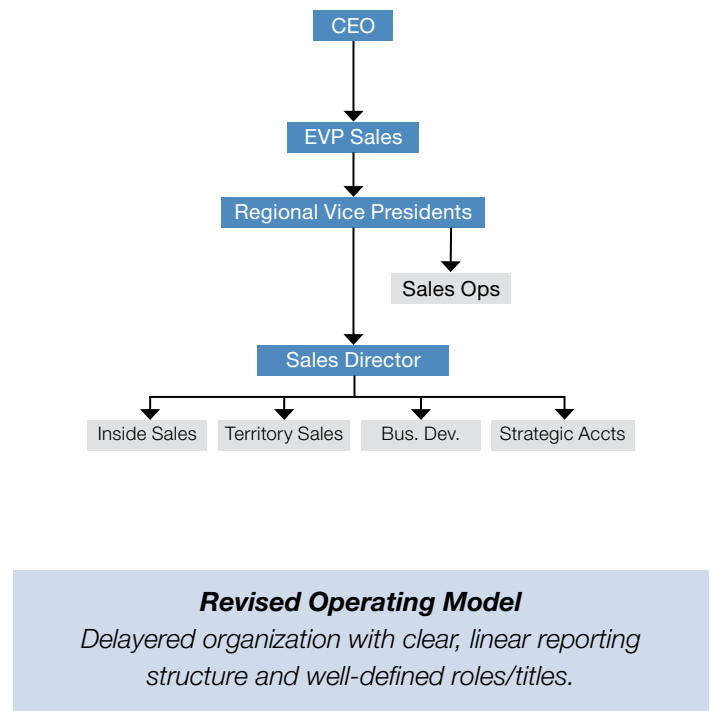 CEO
EVP Sales
Regional Vice Presidents
Sales Ops
Sales Director
Inside Sales
Territory Sales
Bus. Dev.
Strategic Accts
Revised Operating Model
Delayered organization with clear, linear reporting
structure and well-defined roles/titles.